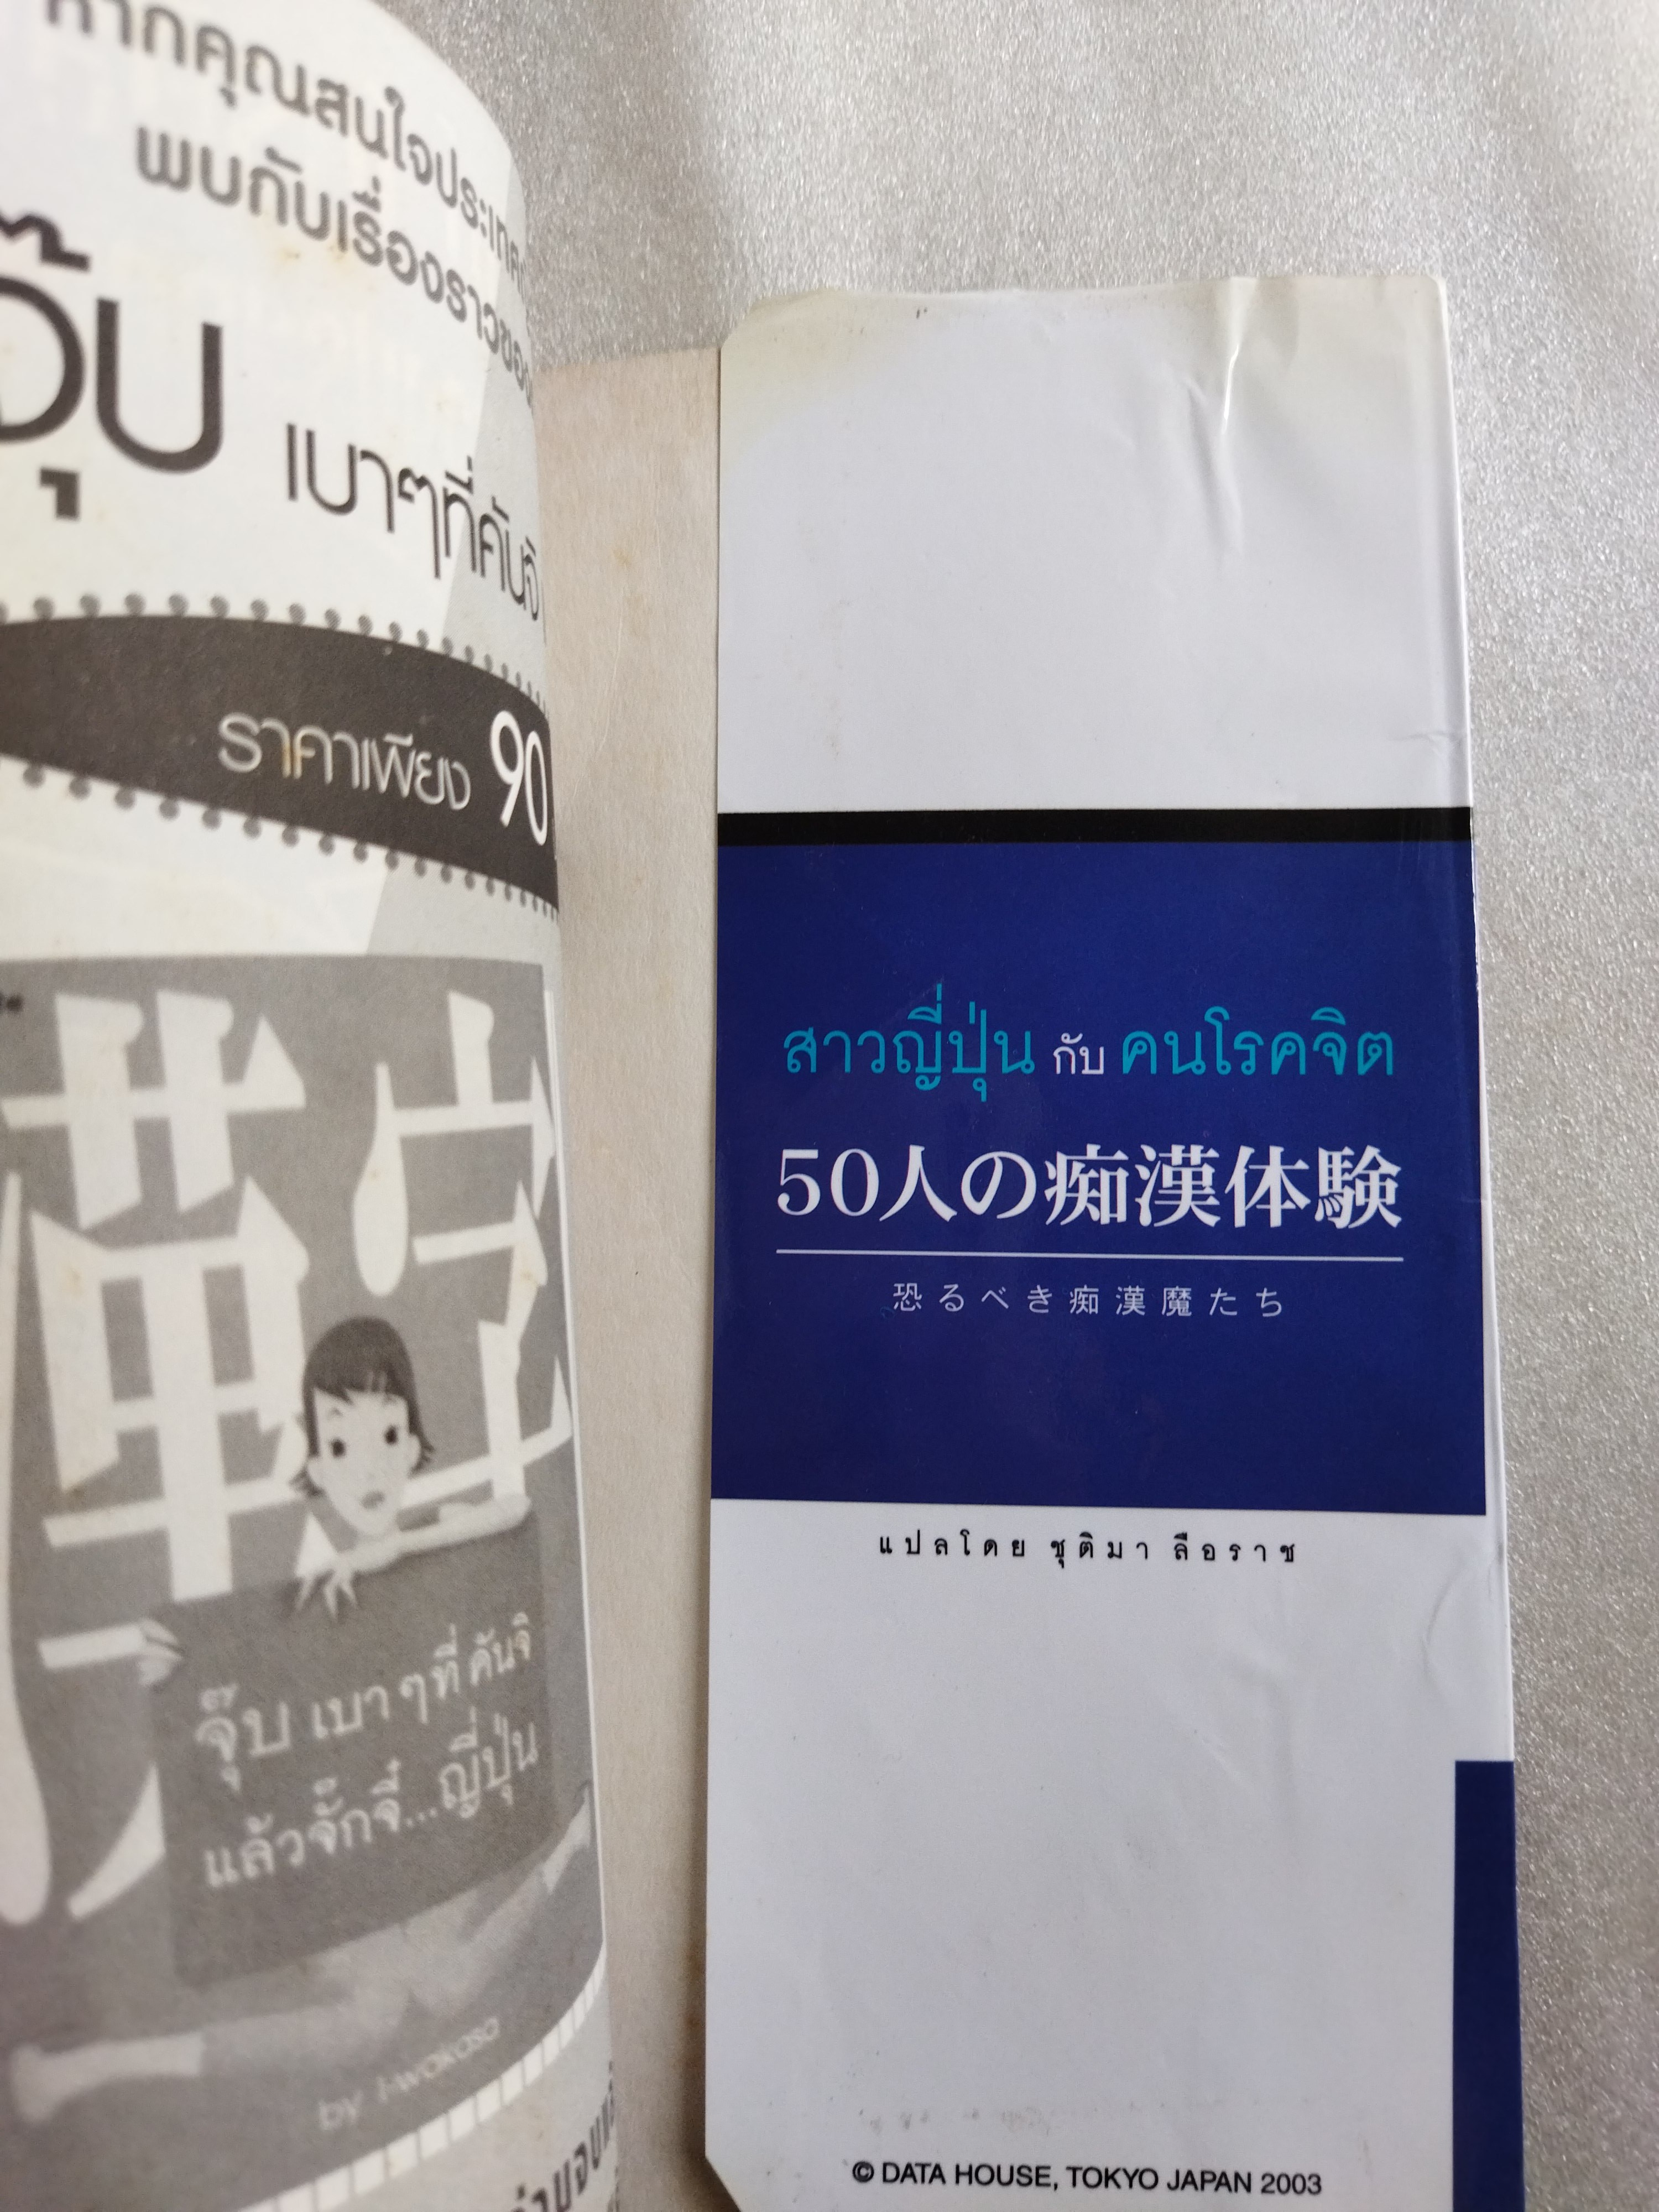 หากคุณสนใจประเทศ
พบกับเรื่องราวของ
จุ๊บ เบาๆที่คันจิ
ราคาเพียง 90
จุ๊บ เบา ๆ ที่ คันจิ
แล้วจั๊กจี๋...ญี่ปุ่น
by i-wakasa
สาวญี่ปุ่น กับ คนโรคจิต
50人の痴漢体験
恐るべき痴漢魔たち
แปลโดย ชุติมา ลือราช
© DATA HOUSE, TOKYO JAPAN 2003